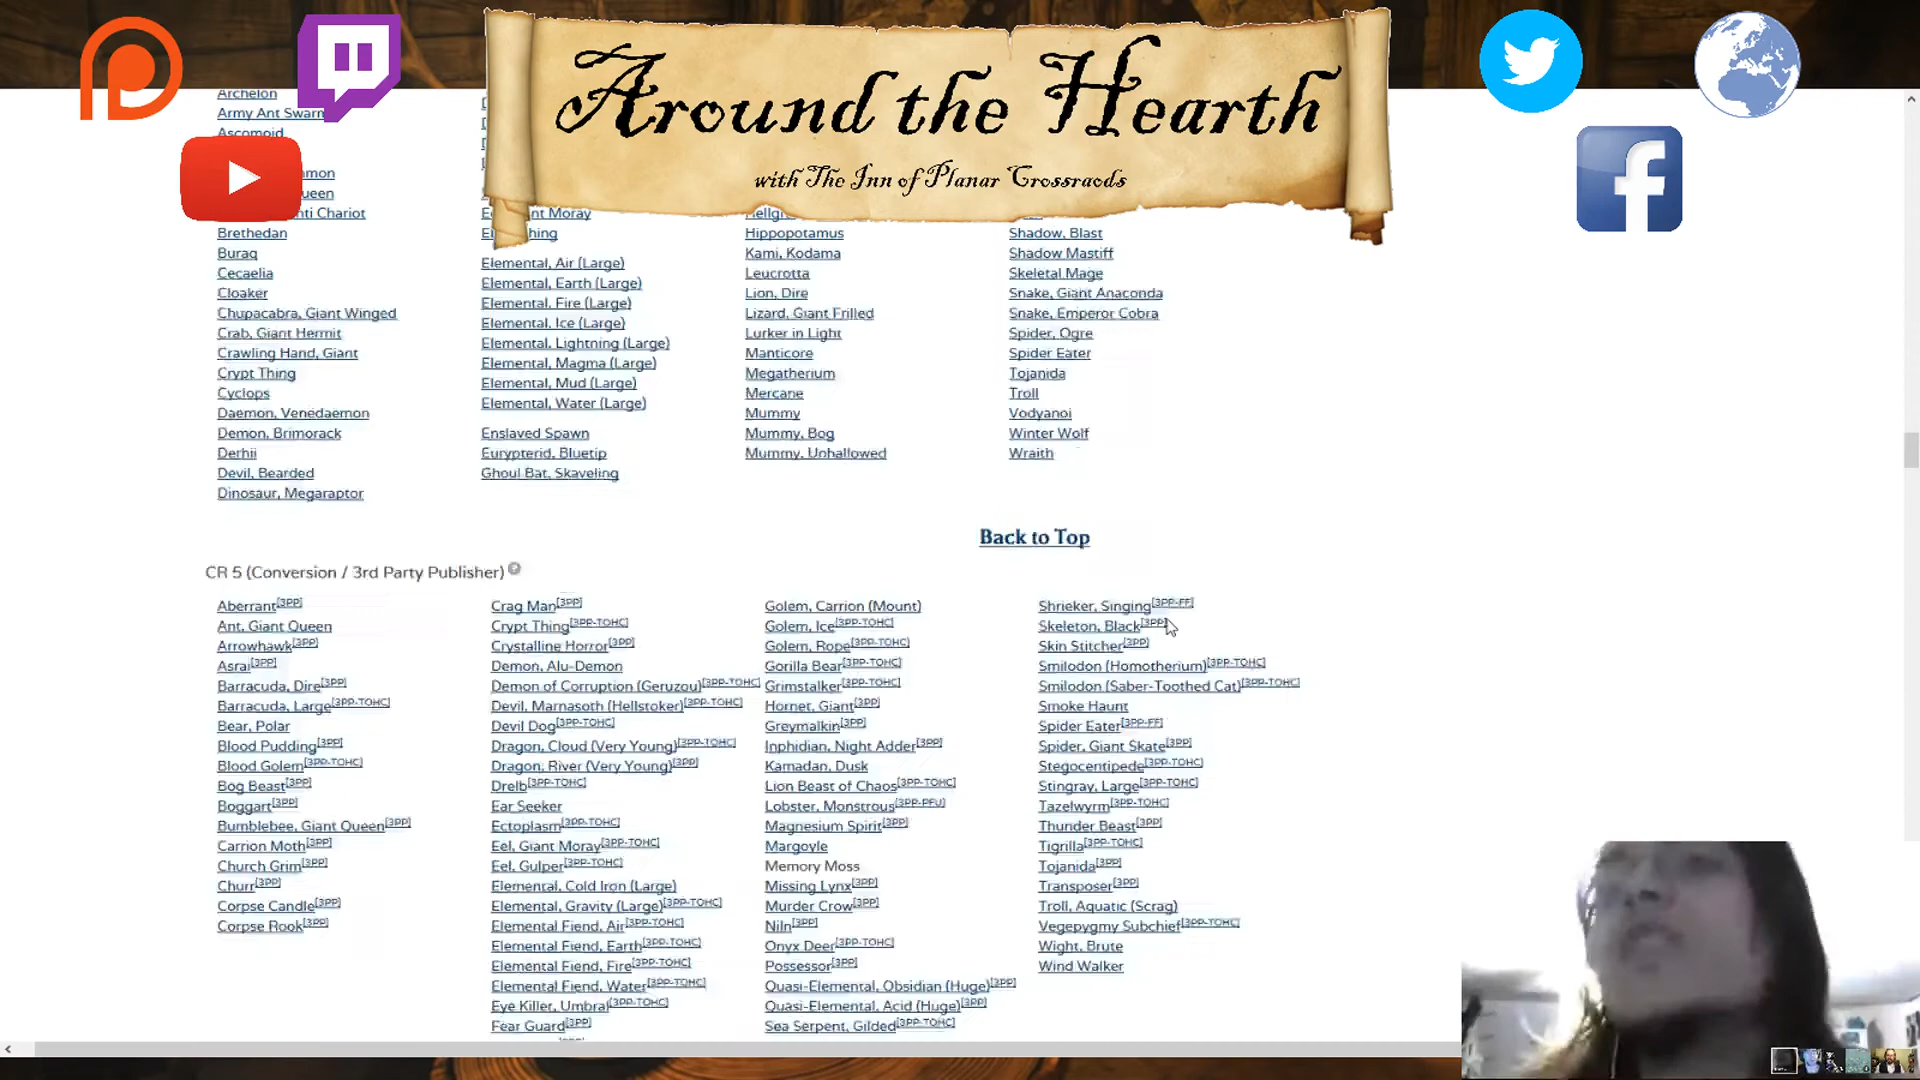 Around the Hearth
with The Inn of Planar Crossraods
Archelon
Army Ant Swarm
Ascomoid
Brethedan
Buraq
Cecaelia
Cloaker
Chupacabra, Giant Winged
Crab, Giant Hermit
Crawling Hand, Giant
Crypt Thing
Cyclops
Daemon, Venedaemon
Demon, Brimorack
Derhii
Devil, Bearded
Dinosaur, Megaraptor
Elemental, Air (Large)
Elemental, Earth (Large)
Elemental, Fire (Large)
Elemental, Ice (Large)
Elemental, Lightning (Large)
Elemental, Magma (Large)
Elemental, Mud (Large)
Elemental, Water (Large)
Enslaved Spawn
Eurypterid, Bluetip
Ghoul Bat, Skaveling
Hippopotamus
Kami, Kodama
Leucrotta
Lion, Dire
Lizard, Giant Frilled
Lurker in Light
Manticore
Megatherium
Mercane
Mummy
Mummy, Bog
Mummy, Unhallowed
Shadow, Blast
Shadow Mastiff
Skeletal Mage
Snake, Giant Anaconda
Snake, Emperor Cobra
Spider, Ogre
Spider Eater
Tojanida
Troll
Vodyanoi
Winter Wolf
Wraith
Back to Top
CR 5 (Conversion / 3rd Party Publisher)
Aberrant[3PP]
Ant, Giant Queen
Arrowhawk[3PP]
Asrai[3PP]
Barracuda, Dire[3PP]
Barracuda, Large[3PP-TOHC]
Bear, Polar
Blood Pudding[3PP]
Blood Golem[3PP-TOHC]
Bog Beast[3PP]
Boggart[3PP]
Bumblebee, Giant Queen[3PP]
Carrion Moth[3PP]
Church Grim[3PP]
Churr[3PP]
Corpse Candle[3PP]
Corpse Rook[3PP]
Crag Man[3PP]
Crypt Thing[3PP-TOHC]
Crystalline Horror[3PP]
Demon, Alu-Demon
Demon of Corruption (Geruzou)[3PP-TOHC]
Devil, Marnasoth (Hellstoker)[3PP-TOHC]
Devil Dog[3PP-TOHC]
Dragon, Cloud (Very Young)[3PP-TOHC]
Dragon, River (Very Young)[3PP]
Drelb[3PP-TOHC]
Ear Seeker
Ectoplasm[3PP-TOHC]
Eel, Giant Moray[3PP-TOHC]
Eel, Gulper[3PP-TOHC]
Elemental, Cold Iron (Large)
Elemental, Gravity (Large)[3PP-TOHC]
Elemental Fiend, Air[3PP-TOHC]
Elemental Fiend, Earth[3PP-TOHC]
Elemental Fiend, Fire[3PP-TOHC]
Elemental Fiend, Water[3PP-TOHC]
Eye Killer, Umbral[3PP-TOHC]
Fear Guard[3PP]
Golem, Carrion (Mount)
Golem, Ice[3PP-TOHC]
Golem, Rope[3PP-TOHC]
Gorilla Bear[3PP-TOHC]
Grimstalker[3PP-TOHC]
Hornet, Giant[3PP]
Greymalkin[3PP]
Inphidian, Night Adder[3PP]
Kamadan, Dusk
Lion Beast of Chaos[3PP-TOHC]
Lobster, Monstrous[3PP-PFU]
Magnesium Spirit[3PP]
Margoyle
Memory Moss
Missing Lynx[3PP]
Murder Crow[3PP]
Niln[3PP]
Onyx Deer[3PP-TOHC]
Possessor[3PP]
Quasi-Elemental, Obsidian (Huge)[3PP]
Quasi-Elemental, Acid (Huge)[3PP]
Sea Serpent, Gilded[3PP-TOHC]
Shrieker, Singing[3PP-FF]
Skeleton, Black[3PP]
Skin Stitcher[3PP]
Smilodon (Homotherium)[3PP-TOHC]
Smilodon (Saber-Toothed Cat)[3PP-TOHC]
Smoke Haunt
Spider Eater[3PP-FF]
Spider, Giant Skate[3PP]
Stegocentipede[3PP-TOHC]
Stingray, Large[3PP-TOHC]
Tazelwyrm[3PP-TOHC]
Thunder Beast[3PP]
Tigrilla[3PP-TOHC]
Tojanida[3PP]
Transposer[3PP]
Troll, Aquatic (Scrag)
Vegepygmy Subchief[3PP-TOHC]
Wight, Brute
Wind Walker